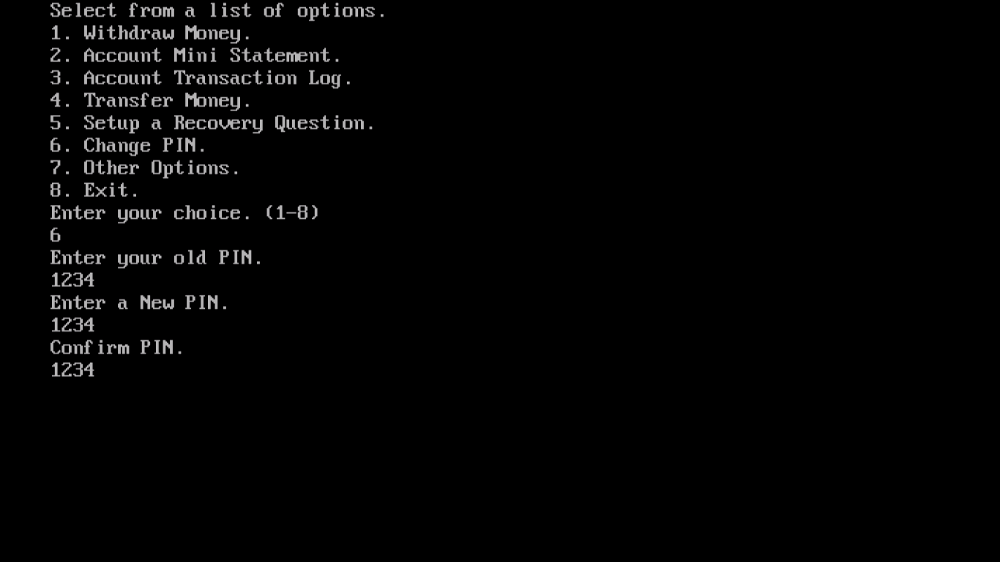 Select from a list of options.
1. Withdraw Money.
2. Account Mini Statement.
3. Account Transaction Log.
4. Transfer Money.
5. Setup a Recovery Question.
6. Change PIN.
7. Other Options.
8. Exit.
Enter your choice. (1-8)
6
Enter your old PIN.
1234
Enter a New PIN.
1234
Confirm PIN.
1234